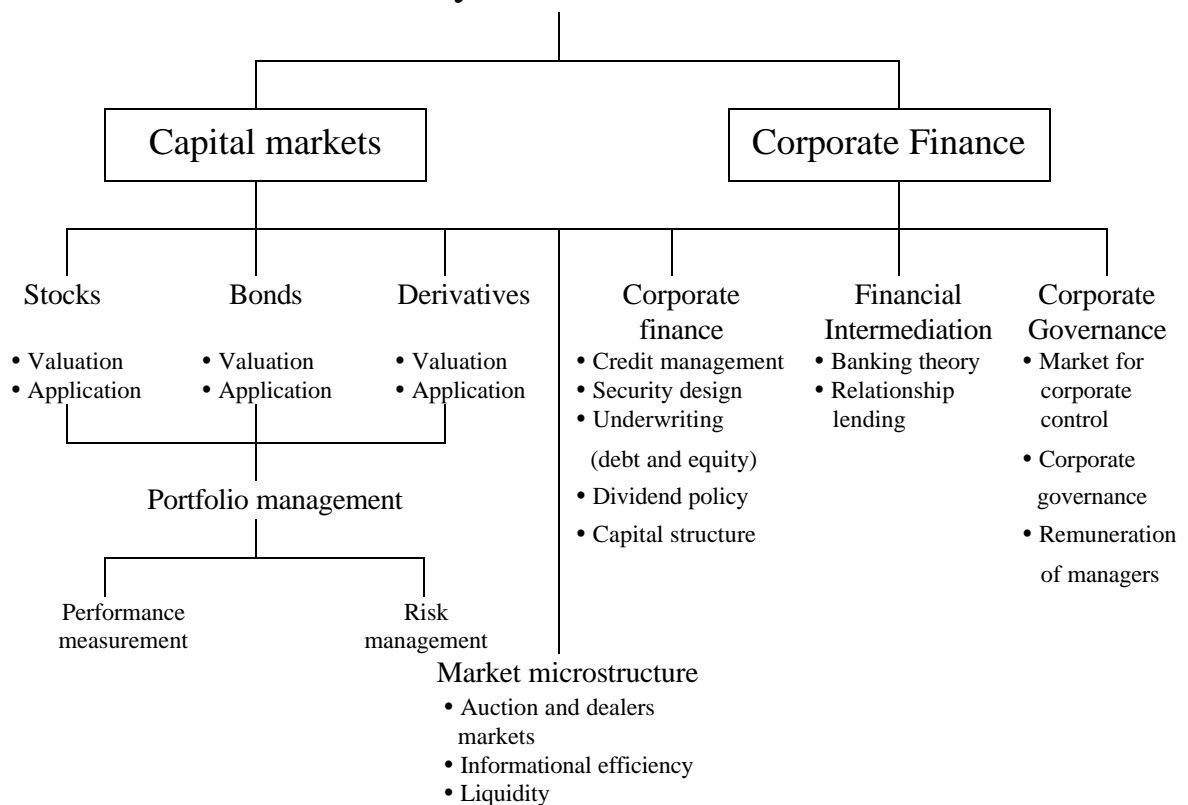 Capital markets
Corporate Finance
Stocks
• Valuation
• Application
Bonds
• Valuation
• Application
Derivatives
• Valuation
• Application
Portfolio management
Performance
measurement
Risk
management
Market microstructure
• Auction and dealers
markets
• Informational efficiency
• Liquidity
Corporate
finance
• Credit management
• Security design
• Underwriting
(debt and equity)
• Dividend policy
• Capital structure
Financial
Intermediation
• Banking theory
• Relationship
lending
Corporate
Governance
• Market for
corporate
control
• Corporate
governance
• Remuneration
of managers